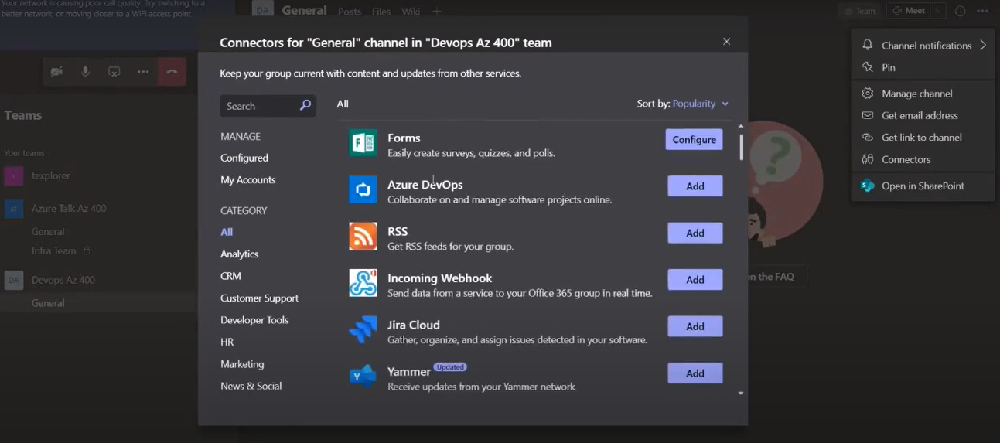 Your network is causing poor call quality. Try switching to a
better network, or moving closer to a WiFi access point
DA General Posts Files Wiki +
Team Meet
Connectors for "General" channel in "Devops Az 400" team
Keep your group current with content and updates from other services.
Search
MANAGE
Configured
My Accounts
CATEGORY
All
Analytics
CRM
Customer Support
Developer Tools
HR
Marketing
News & Social
All
Sort by: Popularity
Forms
Easily create surveys, quizzes, and polls.
Configure
Azure DevOps
Collaborate on and manage software projects online.
Add
RSS
Get RSS feeds for your group.
Add
Incoming Webhook
Send data from a service to your Office 365 group in real time.
Add
Jira Cloud
Gather, organize, and assign issues detected in your software.
Add
Yammer Updated
Receive updates from your Yammer network
Add
Teams
Your teams
texplorer
AT Azure Talk Az 400
General
Infra Team
DA Devops Az 400
General
Channel notifications
Pin
Manage channel
Get email address
Get link to channel
Connectors
Open in SharePoint
en the FAQ